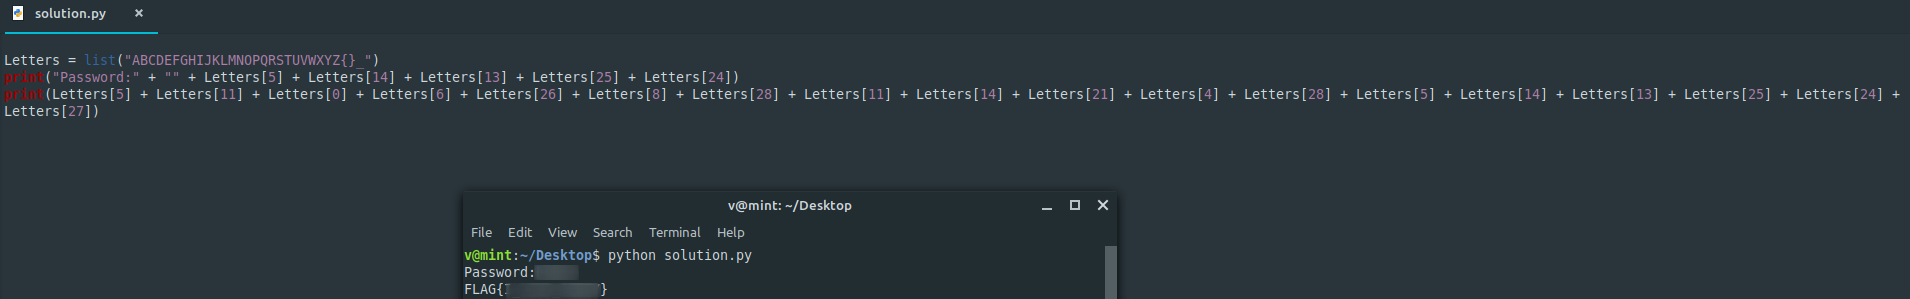 solution.py ×
Letters = list("ABCDEFGHIJKLMNOPQRSTUVWXYZ{}_")
print("Password:" + "" + Letters[5] + Letters[14] + Letters[13] + Letters[25] + Letters[24])
print(Letters[5] + Letters[11] + Letters[0] + Letters[6] + Letters[26] + Letters[8] + Letters[28] + Letters[11] + Letters[14] + Letters[21] + Letters[4] + Letters[28] + Letters[5] + Letters[14] + Letters[13] + Letters[25] + Letters[24] +
Letters[27])
v@mint: ~/Desktop
File Edit View Search Terminal Help
v@mint:~/Desktop$ python solution.py
Password:
FLAG{ }